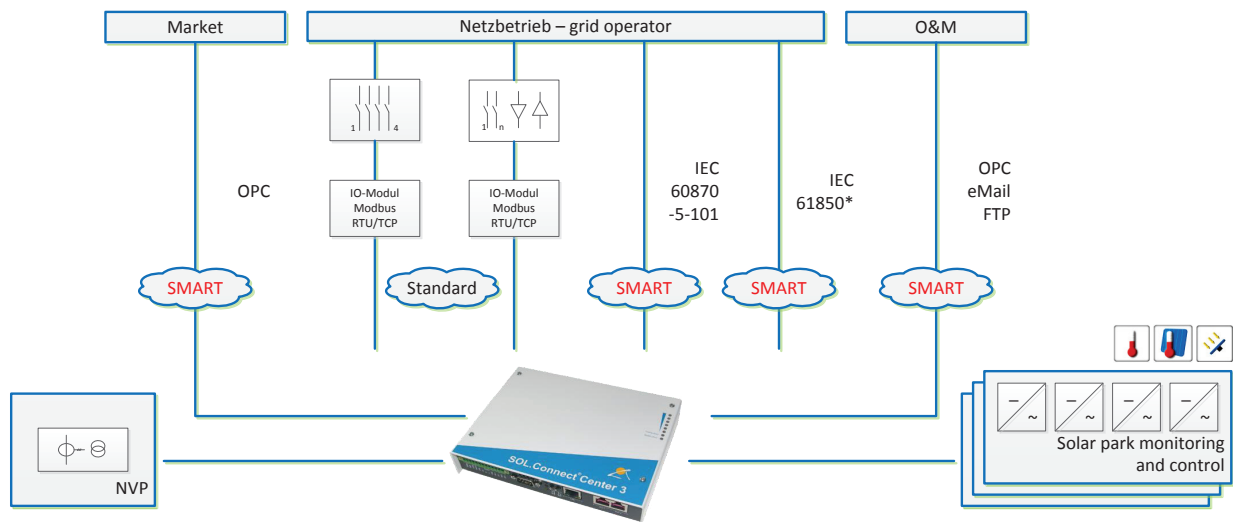 Market
Netzbetrieb – grid operator
O&M
1 4
1 n
OPC
IO-Modul
Modbus
RTU/TCP
IO-Modul
Modbus
RTU/TCP
IEC
60870
-5-101
IEC
61850*
OPC
eMail
FTP
SMART
Standard
SMART
SMART
SMART
NVP
SOL.Connect® Center 3
– ~
– ~
– ~
– ~
Solar park monitoring
and control